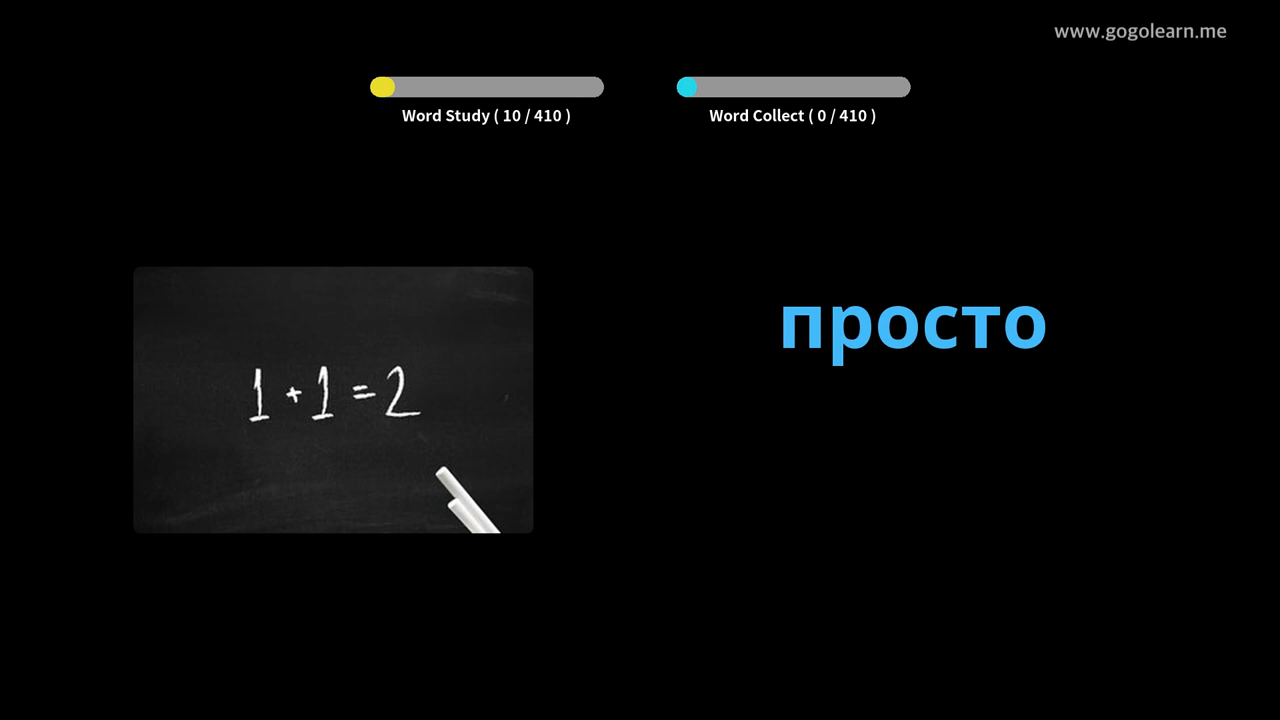 www.gogolearn.me
Word Study ( 10 / 410 )
Word Collect ( 0 / 410 )
1 + 1 = 2
просто